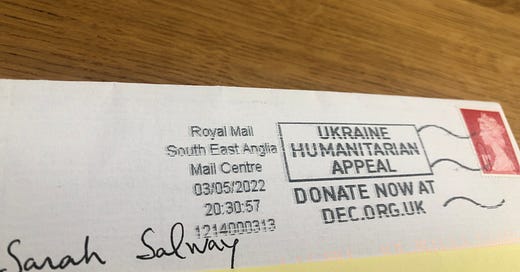 Royal Mail
South East Anglia
Mail Centre
03/05/2022
20:30:57
1214000313
UKRAINE
HUMANITARIAN
APPEAL
DONATE NOW AT
DEC.ORG.UK
Sarah Salway